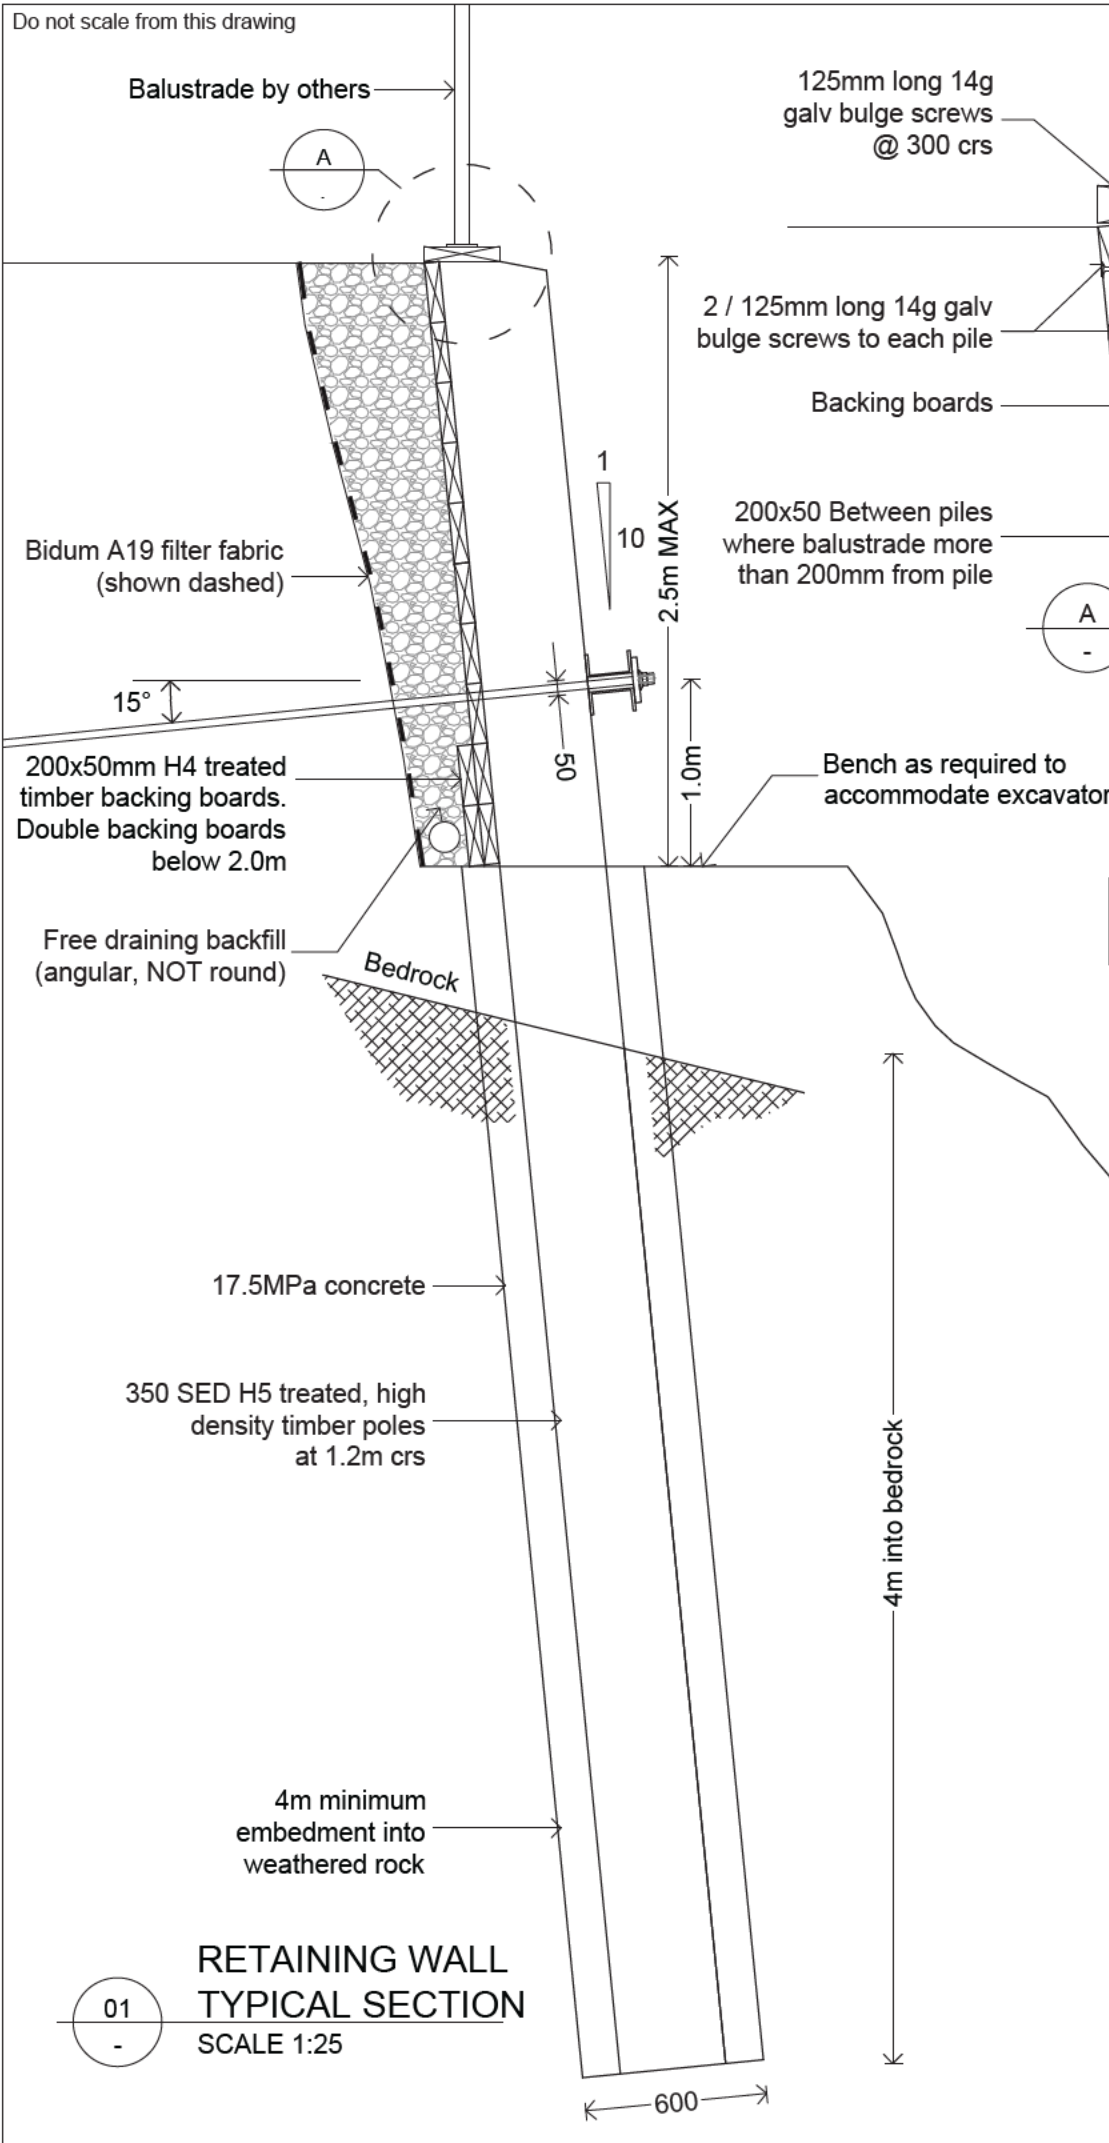 Do not scale from this drawing
Balustrade by others
A
-
125mm long 14g
galv bulge screws
@ 300 crs
2 / 125mm long 14g galv
bulge screws to each pile
Backing boards
1
10
2.5m MAX
200x50 Between piles
where balustrade more
than 200mm from pile
A
-
Bidum A19 filter fabric
(shown dashed)
15°
50
1.0m
200x50mm H4 treated
timber backing boards.
Double backing boards
below 2.0m
Bench as required to
accommodate excavator
Free draining backfill
(angular, NOT round)
Bedrock
17.5MPa concrete
350 SED H5 treated, high
density timber poles
at 1.2m crs
4m into bedrock
4m minimum
embedment into
weathered rock
RETAINING WALL
TYPICAL SECTION
SCALE 1:25
01
-
600